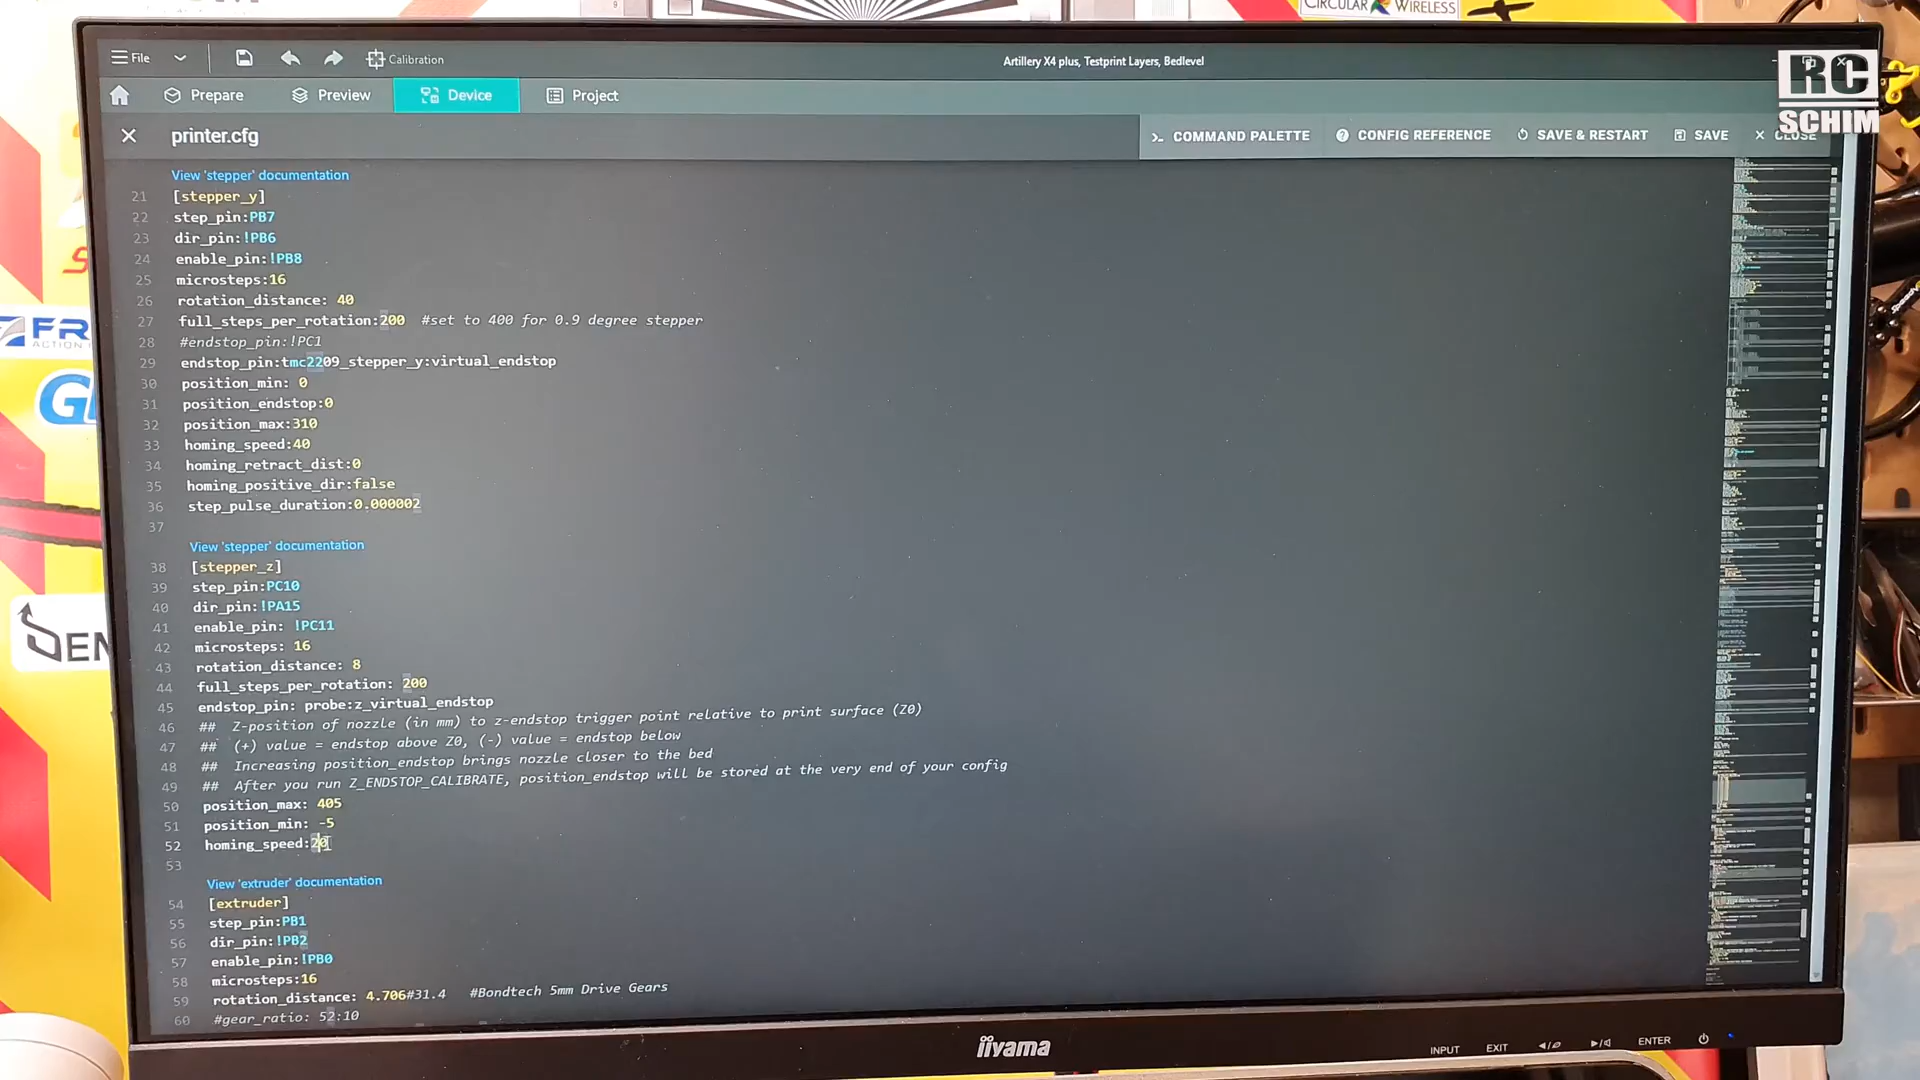 CIRCULAR WIRELESS
File
Calibration
Artillery X4 plus, Testprint Layers, Bedlevel
RC
SCHIM
Prepare
Preview
Device
Project
printer.cfg
COMMAND PALETTE
CONFIG REFERENCE
SAVE & RESTART
SAVE
CLOSE
View 'stepper' documentation
21 [stepper_y]
22 step_pin:PB7
23 dir_pin:!PB6
24 enable_pin:!PB8
25 microsteps:16
26 rotation_distance: 40
27 full_steps_per_rotation:200 #set to 400 for 0.9 degree stepper
28 #endstop_pin:!PC1
29 endstop_pin:tmc2209_stepper_y:virtual_endstop
30 position_min: 0
31 position_endstop:0
32 position_max:310
33 homing_speed:40
34 homing_retract_dist:0
35 homing_positive_dir:false
36 step_pulse_duration:0.000002
37
View 'stepper' documentation
38 [stepper_z]
39 step_pin:PC10
40 dir_pin:!PA15
41 enable_pin: !PC11
42 microsteps: 16
43 rotation_distance: 8
44 full_steps_per_rotation: 200
45 endstop_pin: probe:z_virtual_endstop
46 ## Z-position of nozzle (in mm) to z-endstop trigger point relative to print surface (Z0)
47 ## (+) value = endstop above Z0, (-) value = endstop below
48 ## Increasing position_endstop brings nozzle closer to the bed
49 ## After you run Z_ENDSTOP_CALIBRATE, position_endstop will be stored at the very end of your config
50 position_max: 405
51 position_min: -5
52 homing_speed:20
53
View 'extruder' documentation
54 [extruder]
55 step_pin:PB1
56 dir_pin:!PB2
57 enable_pin:!PB0
58 microsteps:16
59 rotation_distance: 4.706#31.4 #Bondtech 5mm Drive Gears
60 #gear_ratio: 52:10
iiyama
INPUT
EXIT
ENTER